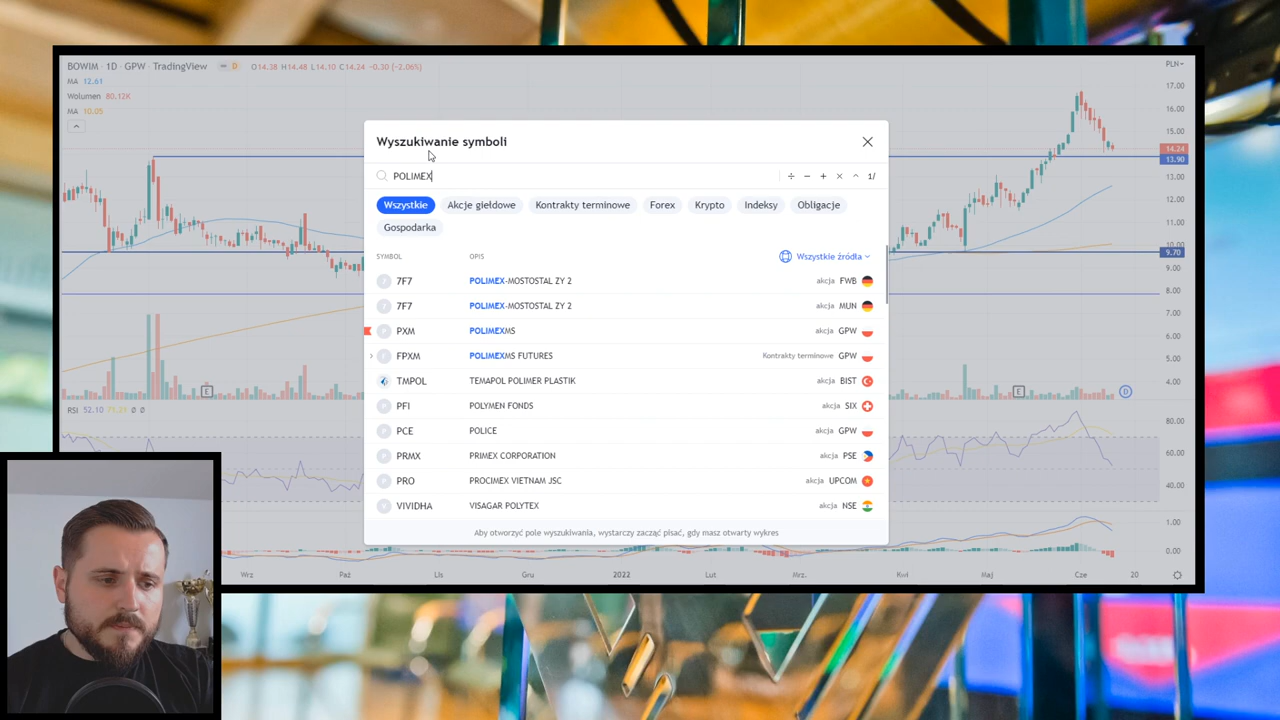 BOWIM · 1D · GPW · TradingView D O14.38 H14.48 L14.10 C14.24 -0.30 (-2.06%)
PLN
MA 12.61
Wolumen 80.12K
MA 10.05
17.00
16.00
15.00
14.24
13.90
12.00
11.00
10.00
9.70
9.00
8.00
7.00
6.00
5.00
4.00
Wyszukiwanie symboli
POLIMEX
÷ − + × ^ 1/
Wszystkie Akcje giełdowe Kontrakty terminowe Forex Krypto Indeksy Obligacje
Gospodarka
SYMBOL OPIS Wszystkie źródła
7F7 POLIMEX-MOSTOSTAL ZY 2 akcja FWB
7F7 POLIMEX-MOSTOSTAL ZY 2 akcja MUN
PXM POLIMEXMS akcja GPW
FPXM POLIMEXMS FUTURES Kontrakty terminowe GPW
TMPOL TEMAPOL POLIMER PLASTIK akcja BIST
PFI POLYMEN FONDS akcja SIX
PCE POLICE akcja GPW
PRMX PRIMEX CORPORATION akcja PSE
PRO PROCIMEX VIETNAM JSC akcja UPCOM
VIVIDHA VISAGAR POLYTEX akcja NSE
Aby otworzyć pole wyszukiwania, wystarczy zacząć pisać, gdy masz otwarty wykres
E E D
RSI 52.10 71.23 0 0
80.00
60.00
40.00
1.00
0.00
Wrz Paź Lis Gru 2022 Lut Mrz. Kwi Maj Cze 20